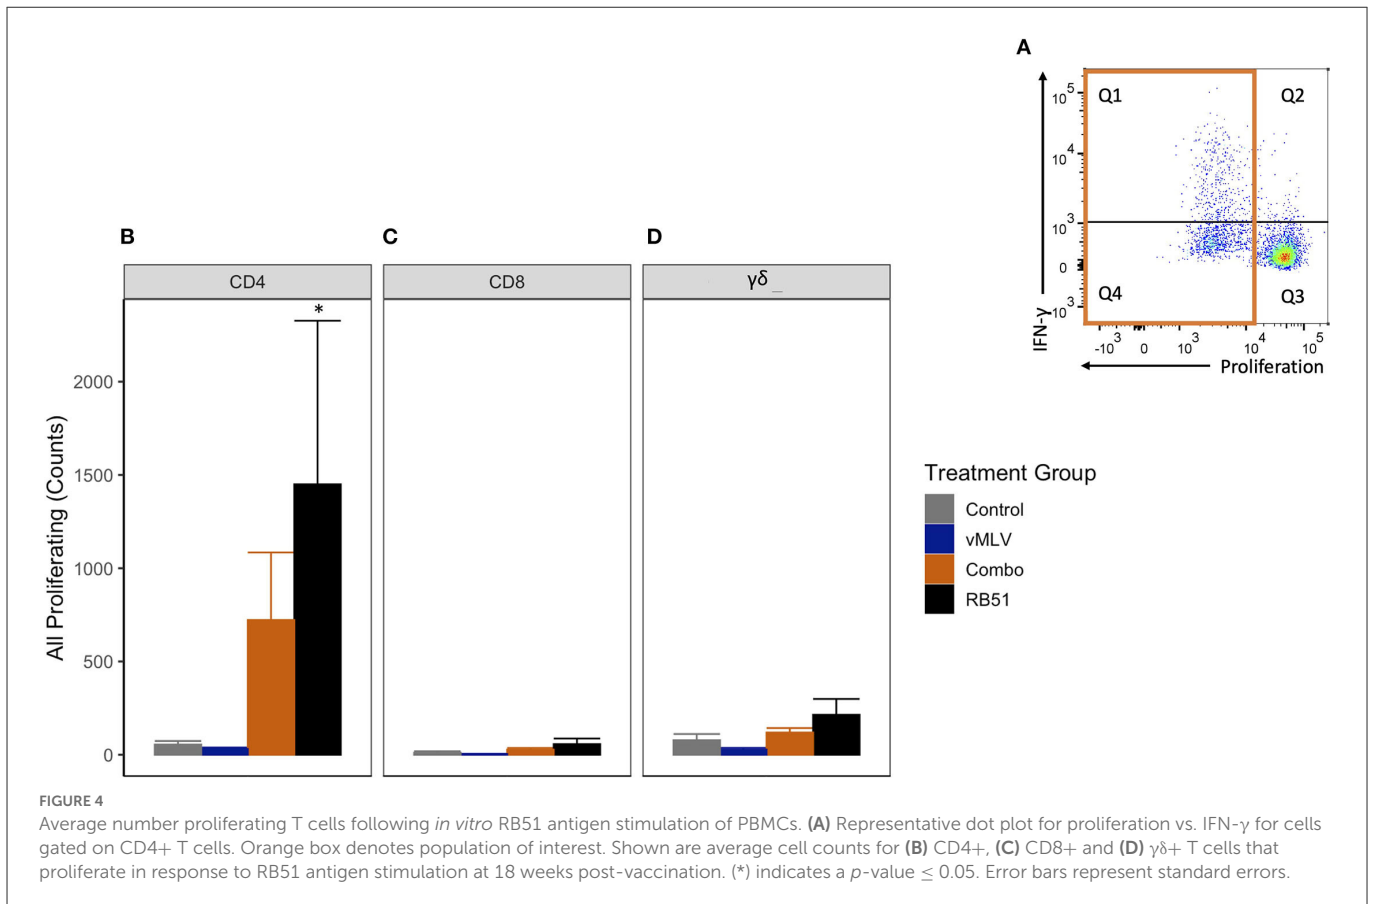 A
10^5
10^4
10^3
0
-10^3
Q1
Q2
Q4
Q3
IFN-γ
-10^3 0 10^3 10^4 10^5
Proliferation
B
C
D
CD4
CD8
γδ _
*
All Proliferating (Counts)
2000
1500
1000
500
0
Treatment Group
Control
vMLV
Combo
RB51
FIGURE 4
Average number proliferating T cells following in vitro RB51 antigen stimulation of PBMCs. (A) Representative dot plot for proliferation vs. IFN-γ for cells
gated on CD4+ T cells. Orange box denotes population of interest. Shown are average cell counts for (B) CD4+, (C) CD8+ and (D) γδ+ T cells that
proliferate in response to RB51 antigen stimulation at 18 weeks post-vaccination. (*) indicates a p-value ≤ 0.05. Error bars represent standard errors.